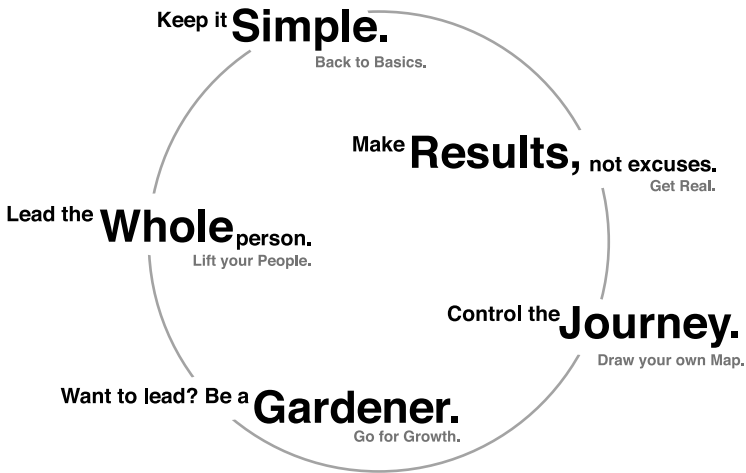 Keep it Simple.
Back to Basics.
Make Results, not excuses.
Get Real.
Lead the Whole person.
Lift your People.
Control the Journey.
Draw your own Map.
Want to lead? Be a Gardener.
Go for Growth.